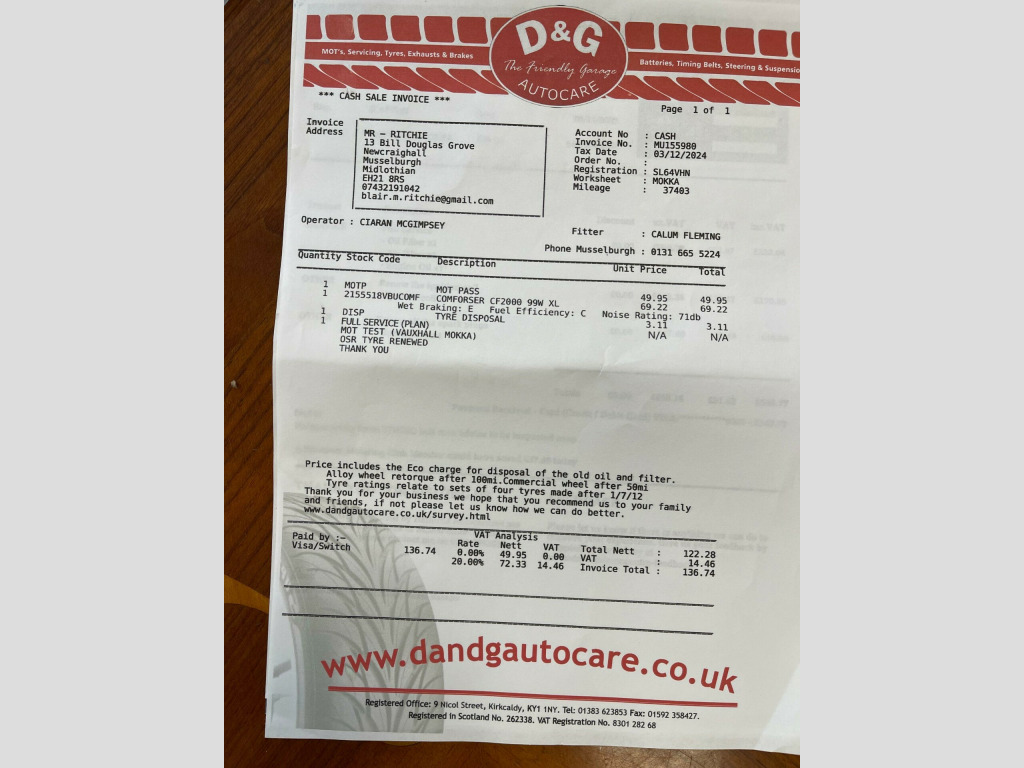 MOT's, Servicing, Tyres, Exhausts & Brakes
D&G
The Friendly Garage
AUTOCARE
Batteries, Timing Belts, Steering & Suspensio
*** CASH SALE INVOICE ***
Page 1 of 1
Invoice Address
MR - RITCHIE
13 Bill Douglas Grove
Newcraighall
Musselburgh
Midlothian
EH21 8RS
07432191042
blair.m.ritchie@gmail.com
Account No : CASH
Invoice No. : MU155980
Tax Date : 03/12/2024
Order No. :
Registration : SL64VHN
Worksheet : MOKKA
Mileage : 37403
Operator : CIARAN MCGIMPSEY
Fitter : CALUM FLEMING
Phone Musselburgh : 0131 665 5224
Quantity Stock Code Description Unit Price Total
1 MOTP MOT PASS 49.95 49.95
1 2155518VBUCOMF COMFORSER CF2000 99W XL 69.22 69.22
Wet Braking: E Fuel Efficiency: C Noise Rating: 71db
1 DISP TYRE DISPOSAL 3.11 3.11
1 FULL SERVICE (PLAN) N/A N/A
MOT TEST (VAUXHALL MOKKA)
OSR TYRE RENEWED
THANK YOU
Price includes the Eco charge for disposal of the old oil and filter.
Alloy wheel retorque after 100mi.Commercial wheel after 50mi
Tyre ratings relate to sets of four tyres made after 1/7/12
Thank you for your business we hope that you recommend us to your family
and friends, if not please let us know how we can do better.
www.dandgautocare.co.uk/survey.html
Paid by :-
Visa/Switch 136.74
VAT Analysis
Rate Nett VAT
0.00% 49.95 0.00
20.00% 72.33 14.46
Total Nett : 122.28
VAT : 14.46
Invoice Total : 136.74
www.dandgautocare.co.uk
Registered Office: 9 Nicol Street, Kirkcaldy, KY1 1NY. Tel: 01383 623853 Fax: 01592 358427.
Registered in Scotland No. 262338. VAT Registration No. 8301 282 68